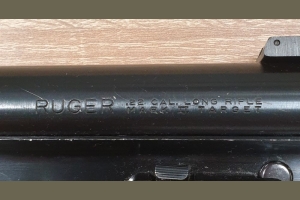 RUGER
.22 CAL. LONG RIFLE
MARK II TARGET